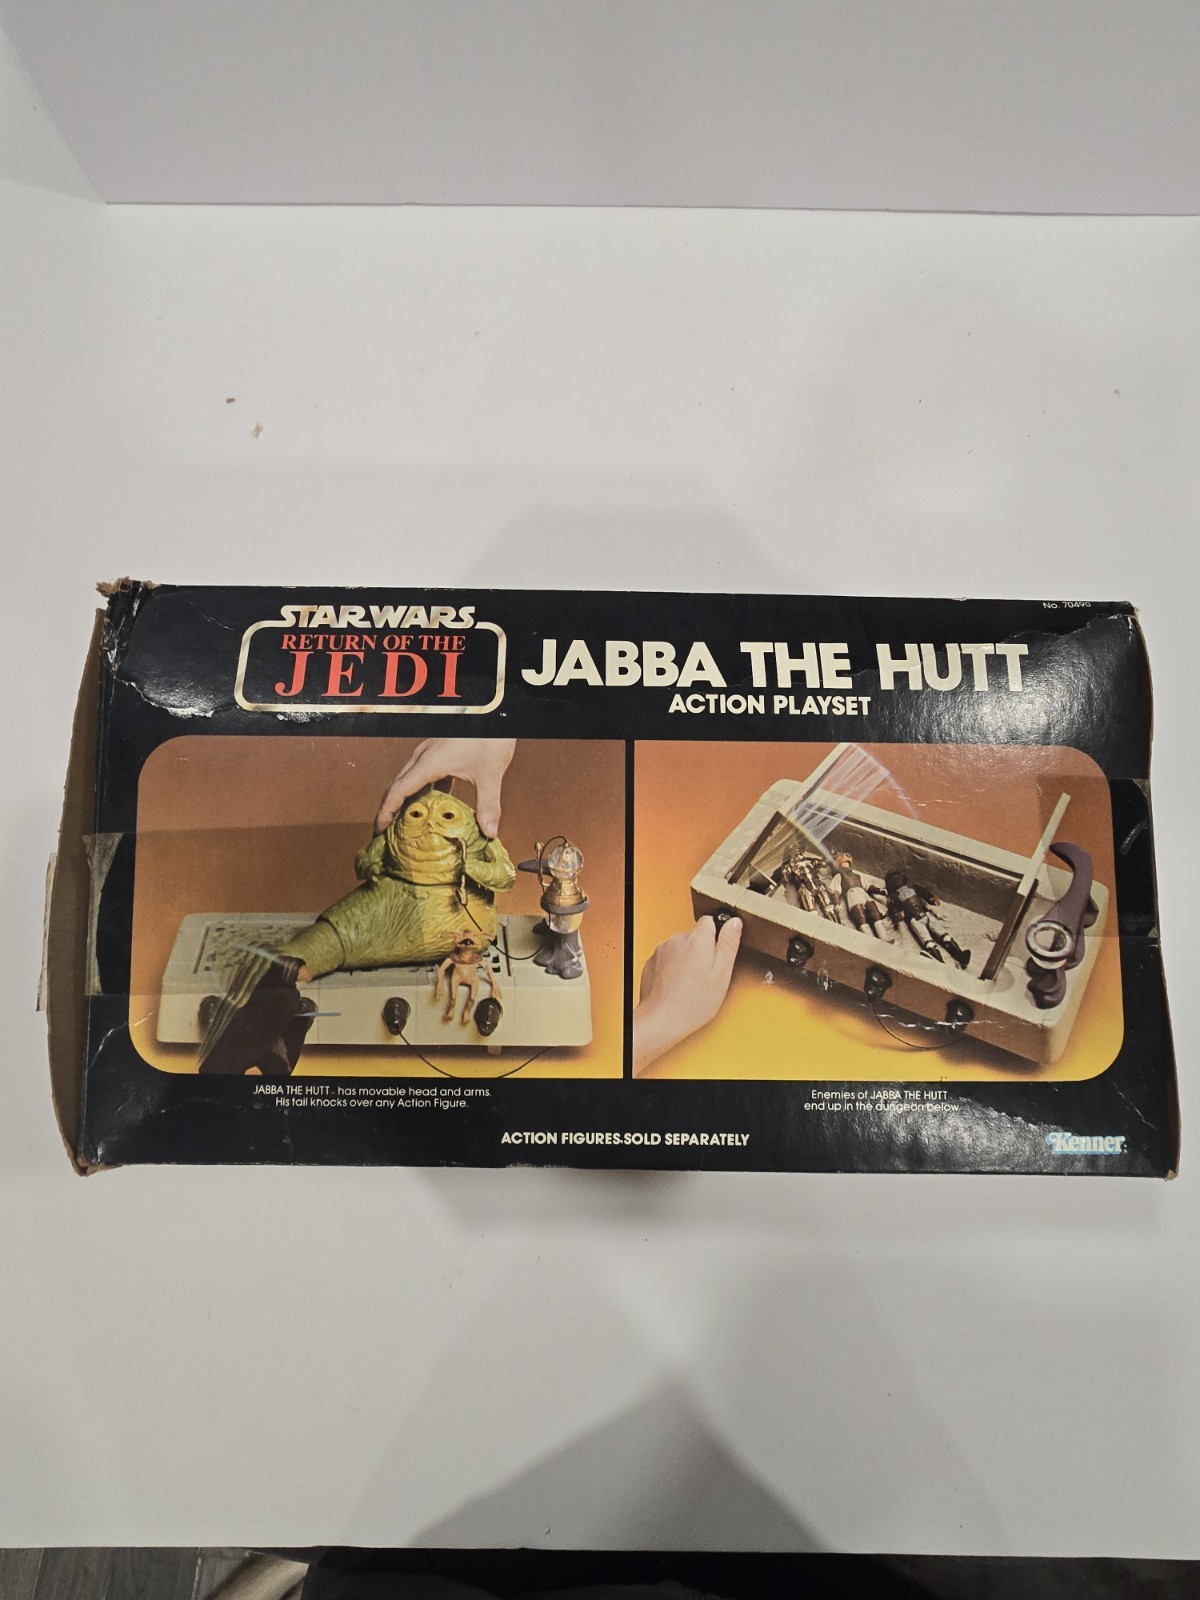 No. 70490
STAR WARS
RETURN OF THE
JEDI
TM
JABBA THE HUTT
ACTION PLAYSET
JABBA THE HUTT™ has movable head and arms.
His tail knocks over any Action Figure.
Enemies of JABBA THE HUTT
end up in the dungeon below
ACTION FIGURES SOLD SEPARATELY
Kenner